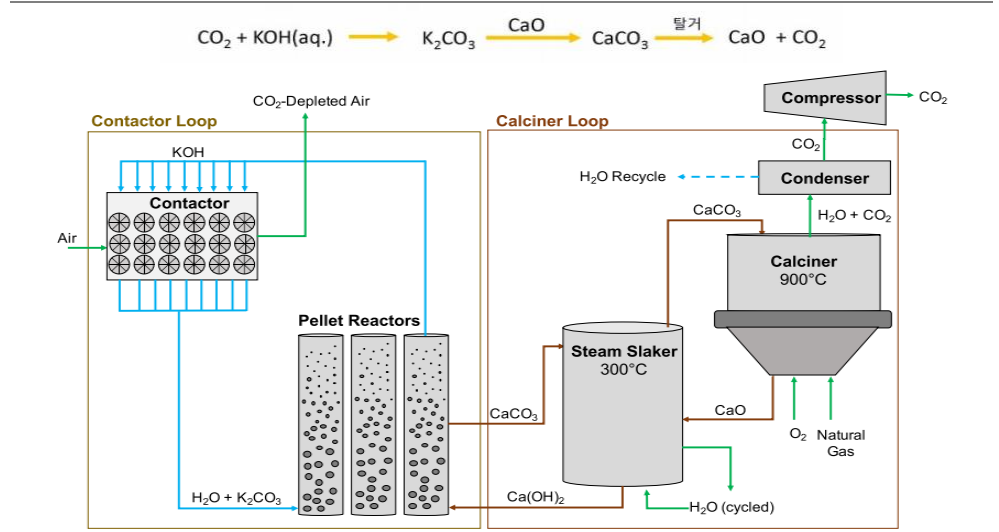 CO₂ + KOH(aq.) K₂CO₃ CaO CaCO₃ 탈거 CaO + CO₂
CO₂-Depleted Air
Compressor
CO₂
Contactor Loop
Calciner Loop
KOH
CO₂
H₂O Recycle
Condenser
Contactor
CaCO₃
H₂O + CO₂
Air
Calciner
900°C
Pellet Reactors
Steam Slaker
300°C
CaCO₃
CaO
O₂
Natural
Gas
H₂O + K₂CO₃
Ca(OH)₂
H₂O (cycled)